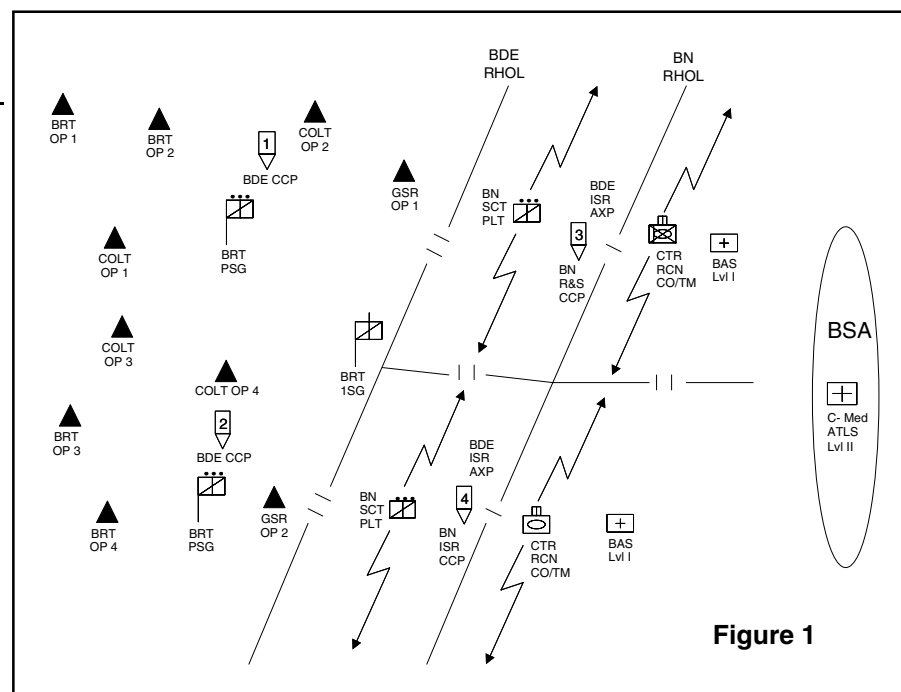 BDE
RHOL
BN
RHOL
BRT
OP 1
BRT
OP 2
COLT
OP 2
1
BDE CCP
GSR
OP 1
BN
SCT
PLT
BDE
ISR
AXP
3
BN
R&S
CCP
CTR
RCN
CO/TM
BAS
Lvl I
BRT
PSG
COLT
OP 1
COLT
OP 3
BRT
1SG
BSA
COLT OP 4
C- Med
ATLS
Lvl II
BRT
OP 3
2
BDE CCP
BRT
OP 4
BRT
PSG
GSR
OP 2
BN
SCT
PLT
BDE
ISR
AXP
4
BN
ISR
CCP
CTR
RCN
CO/TM
BAS
Lvl I
Figure 1